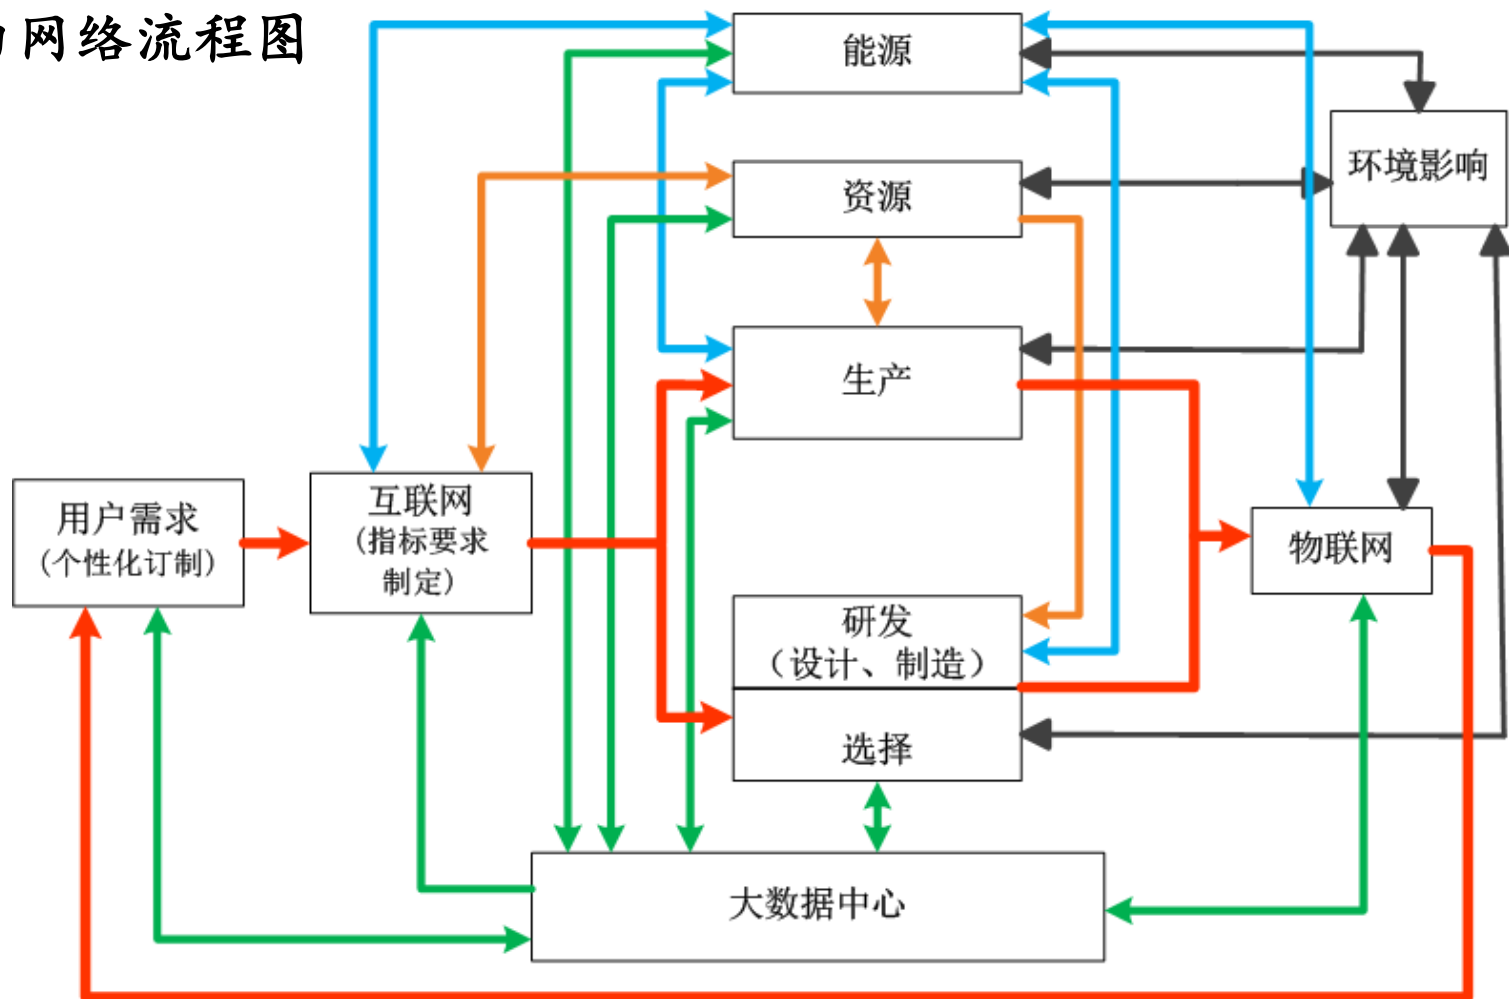 网络流程图
能源
环境影响
资源
生产
用户需求
(个性化订制)
互联网
(指标要求
制定)
物联网
研发
（设计、制造）
选择
大数据中心